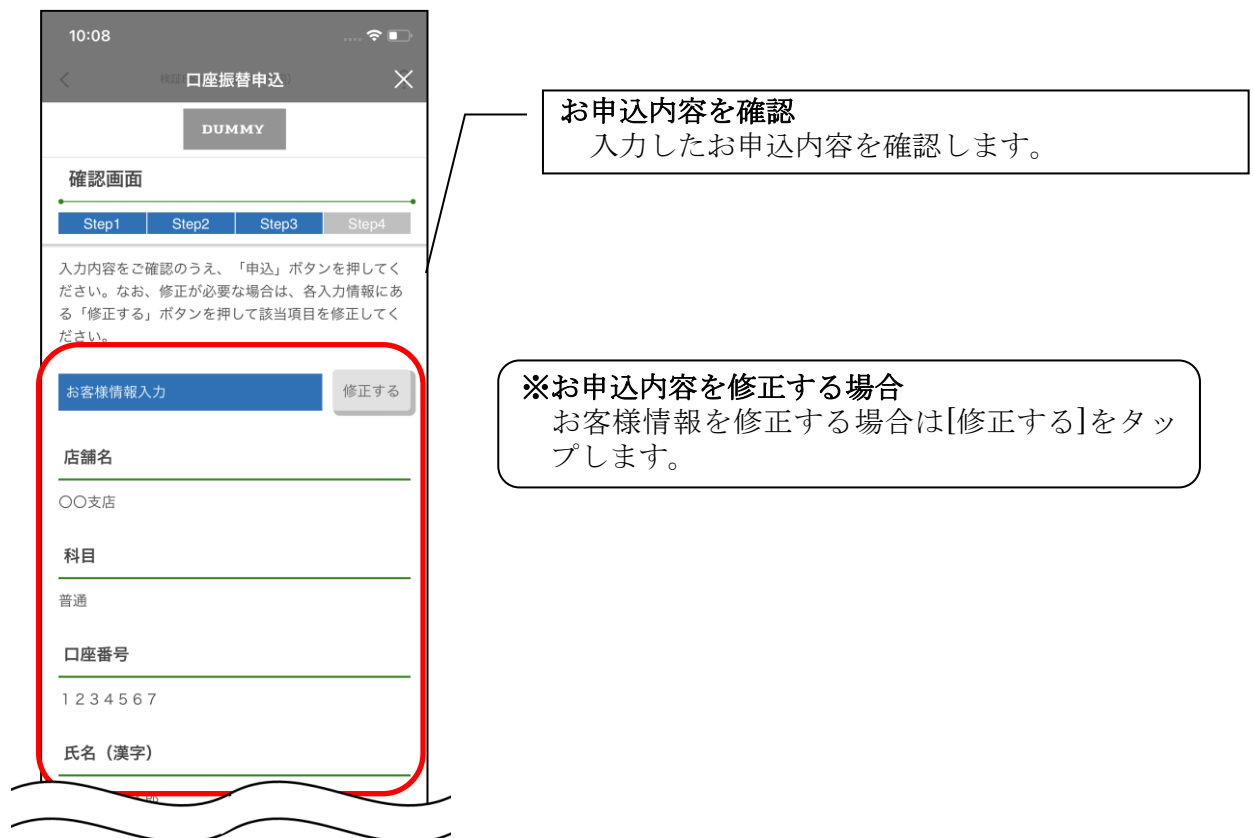 10:08
口座振替申込
DUMMY
確認画面
Step1 Step2 Step3 Step4
入力内容をご確認のうえ、「申込」ボタンを押してく
ださい。なお、修正が必要な場合は、各入力情報にあ
る「修正する」ボタンを押して該当項目を修正してく
ださい。
お客様情報入力 修正する
店舗名
〇〇支店
科目
普通
口座番号
1234567
氏名（漢字）
お申込内容を確認
入力したお申込内容を確認します。
※お申込内容を修正する場合
お客様情報を修正する場合は[修正する]をタッ
プします。